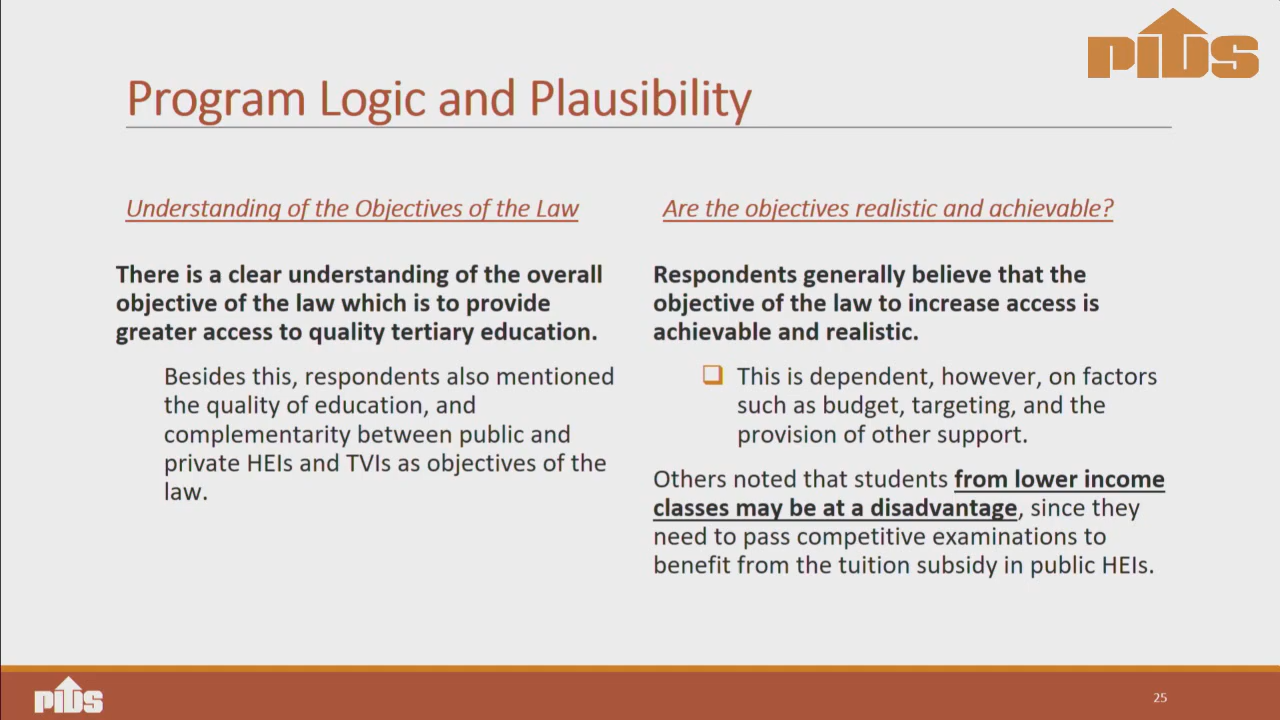 PIDS
Program Logic and Plausibility
Understanding of the Objectives of the Law
There is a clear understanding of the overall
objective of the law which is to provide
greater access to quality tertiary education.
Besides this, respondents also mentioned
the quality of education, and
complementarity between public and
private HEIs and TVIs as objectives of the
law.
Are the objectives realistic and achievable?
Respondents generally believe that the
objective of the law to increase access is
achievable and realistic.
This is dependent, however, on factors
such as budget, targeting, and the
provision of other support.
Others noted that students from lower income
classes may be at a disadvantage, since they
need to pass competitive examinations to
benefit from the tuition subsidy in public HEIs.
PIDS
25